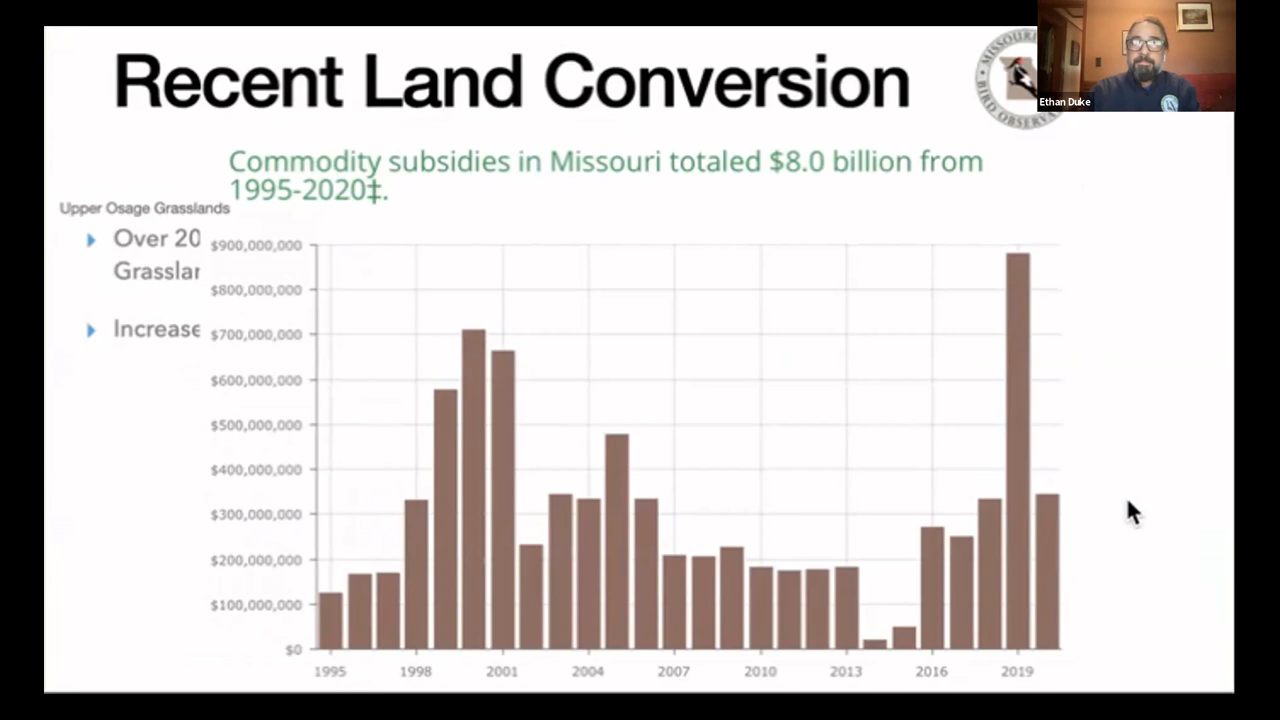 Recent Land Conversion
MISSOURI
BIRD
Ethan Duke
Commodity subsidies in Missouri totaled $8.0 billion from
1995-2020‡.
Upper Osage Grasslands
Over 20
Grasslan
Increase
$900,000,000
$800,000,000
$700,000,000
$600,000,000
$500,000,000
$400,000,000
$300,000,000
$200,000,000
$100,000,000
$0
1995 1998 2001 2004 2007 2010 2013 2016 2019